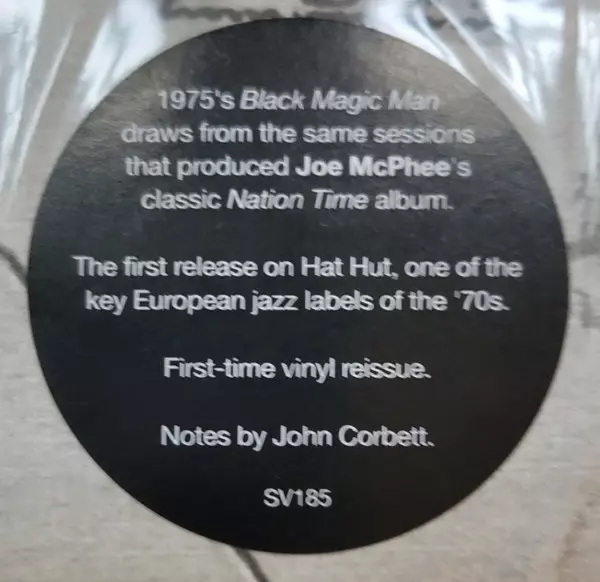 1975's Black Magic Man
draws from the same sessions
that produced Joe McPhee's
classic Nation Time album.
The first release on Hat Hut, one of the
key European jazz labels of the '70s.
First-time vinyl reissue.
Notes by John Corbett.
SV185